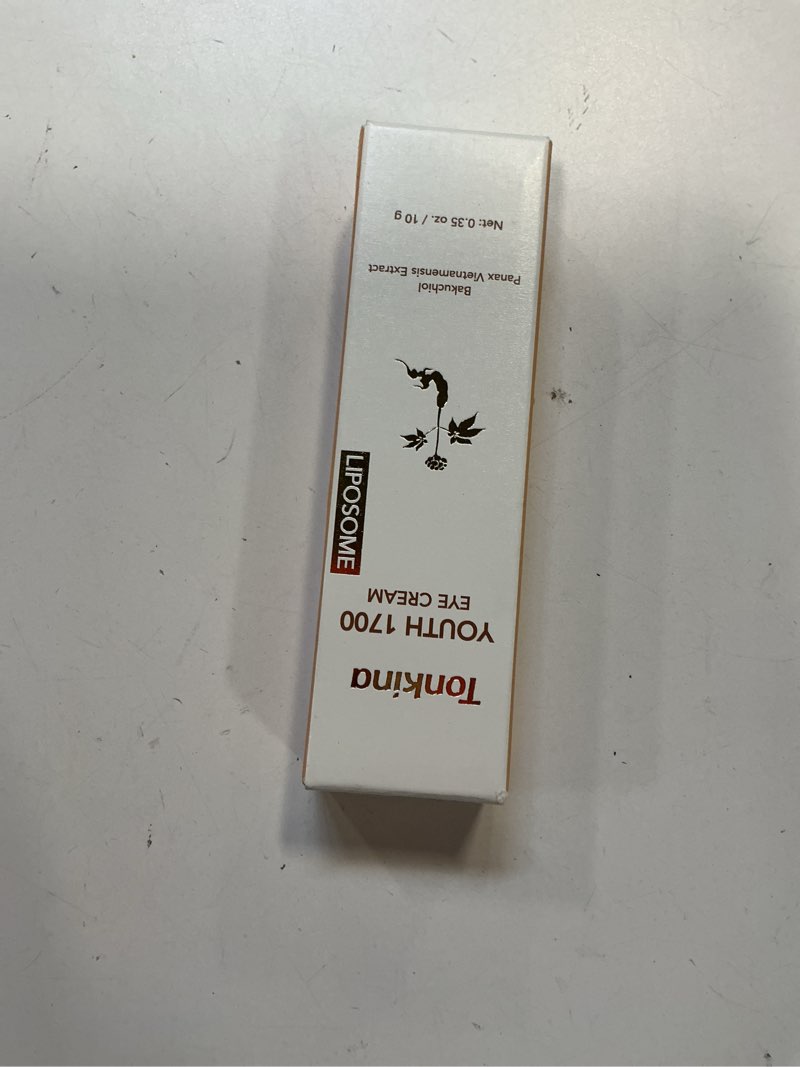 Tonkina
YOUTH 1700
EYE CREAM
LIPOSOME
Bakuchiol
Panax Vietnamensis Extract
Net: 0.35 oz. / 10 g